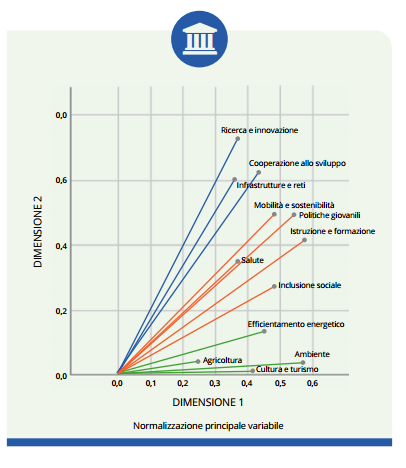 Ricerca e innovazione
Cooperazione allo sviluppo
Infrastrutture e reti
Mobilità e sostenibilità
Politiche giovanili
Istruzione e formazione
Salute
Inclusione sociale
Efficientamento energetico
Ambiente
Agricoltura
Cultura e turismo
DIMENSIONE 2
0,0
0,6
0,4
0,2
0,0
0,0 0,1 0,2 0,3 0,4 0,5 0,6
DIMENSIONE 1
Normalizzazione principale variabile